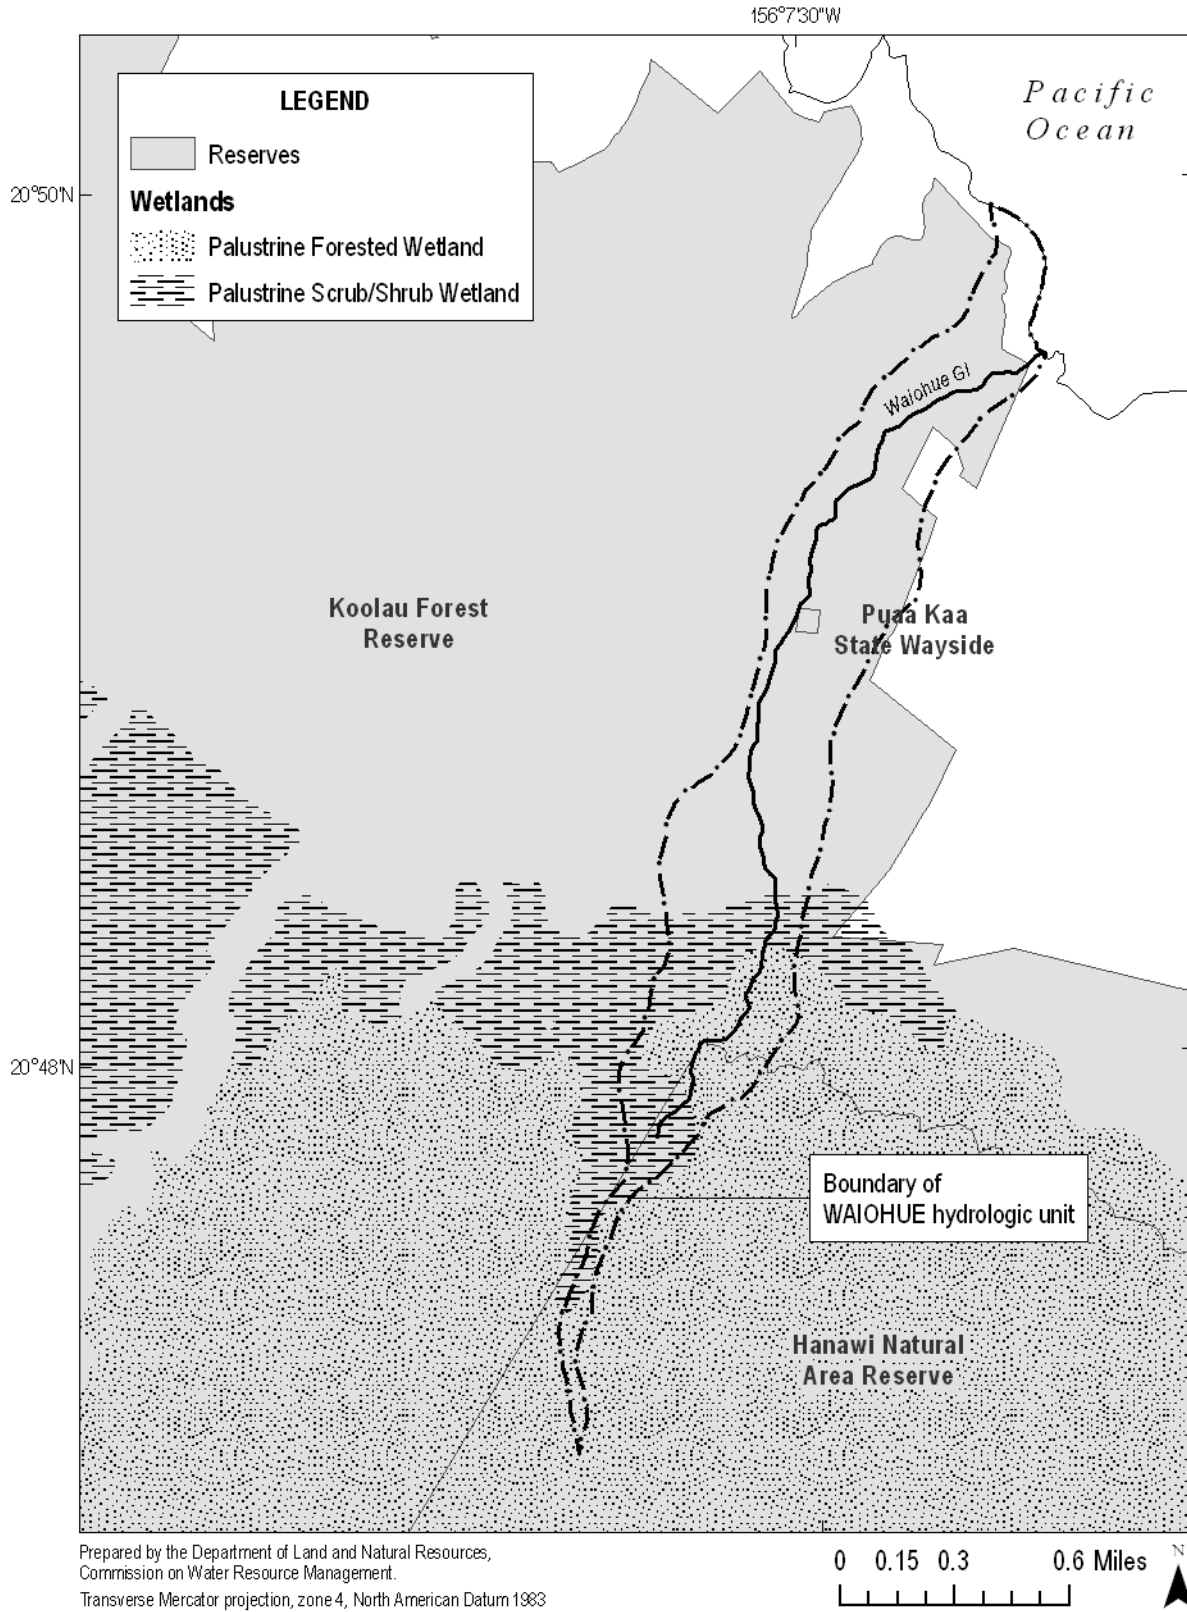 156°7'30"W
Pacific
Ocean
LEGEND
Reserves
Wetlands
Palustrine Forested Wetland
Palustrine Scrub/Shrub Wetland
20°50'N
Waiohue Gl
Koolau Forest
Reserve
Puaa Kaa
State Wayside
20°48'N
Boundary of
WAIOHUE hydrologic unit
Hanawi Natural
Area Reserve
Prepared by the Department of Land and Natural Resources,
Commission on Water Resource Management.
Transverse Mercator projection, zone 4, North American Datum 1983
0 0.15 0.3 0.6 Miles
N